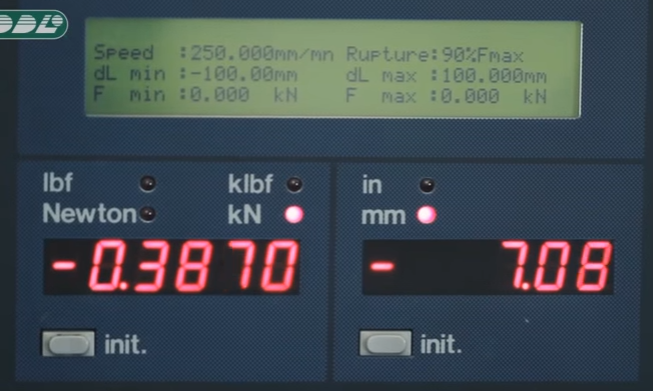 DDL
Speed :250.000mm/mn Rupture:90%Fmax
dL min :-100.00mm dL max :100.000mm
F min :0.000 kN F max :0.000 kN
lbf klbf in
Newton kN mm
-0.3870 - 7.08
init. init.